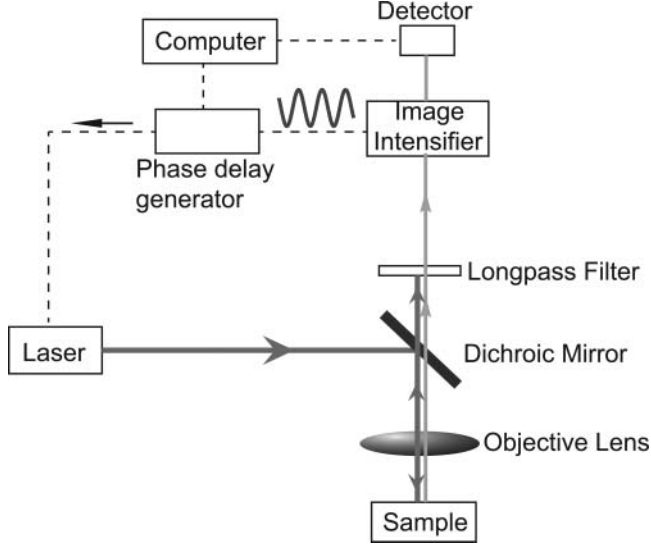 Detector
Computer
Image
Intensifier
Phase delay
generator
Longpass Filter
Laser
Dichroic Mirror
Objective Lens
Sample